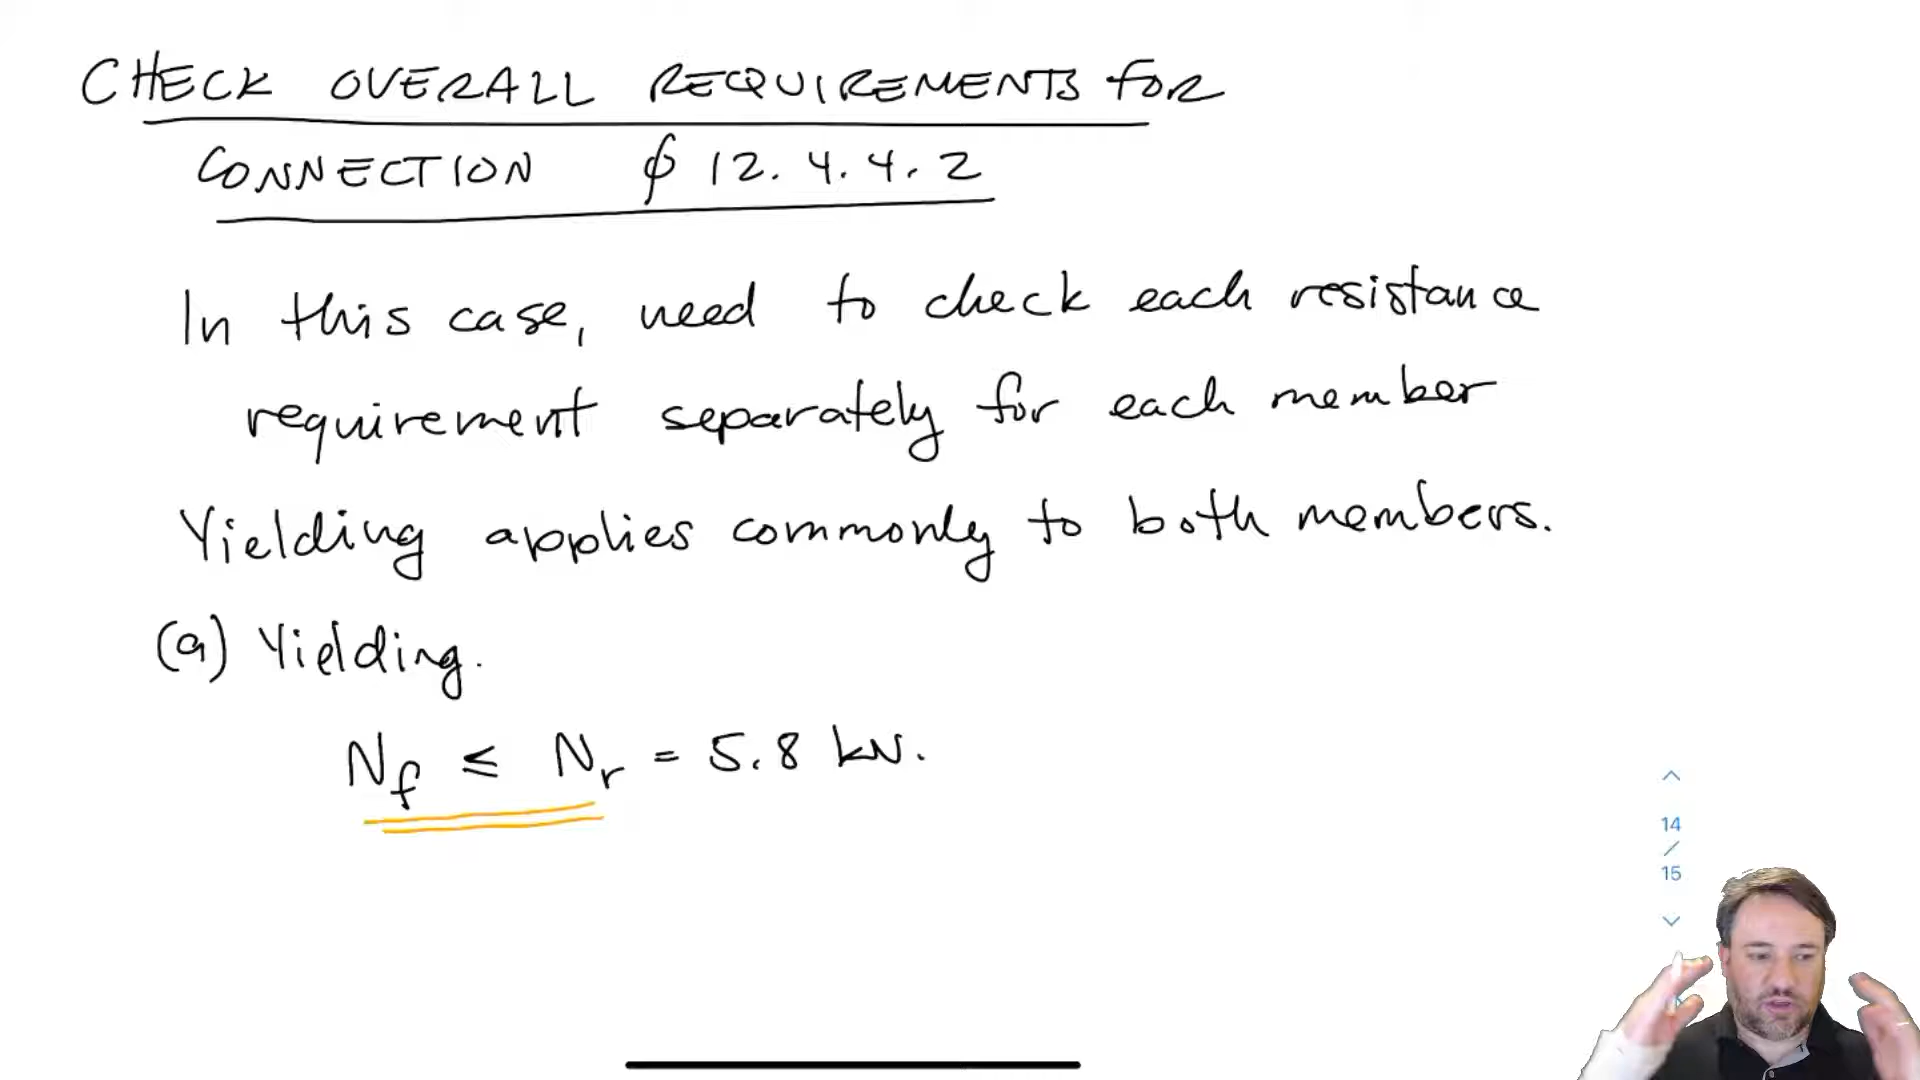 CHECK OVERALL REQUIREMENTS FOR
CONNECTION § 12.4.4.2
In this case, need to check each resistance
requirement separately for each member
Yielding applies commonly to both members.
(a) Yielding.
Nf ≤ Nr = 5.8 kN.
14
/
15